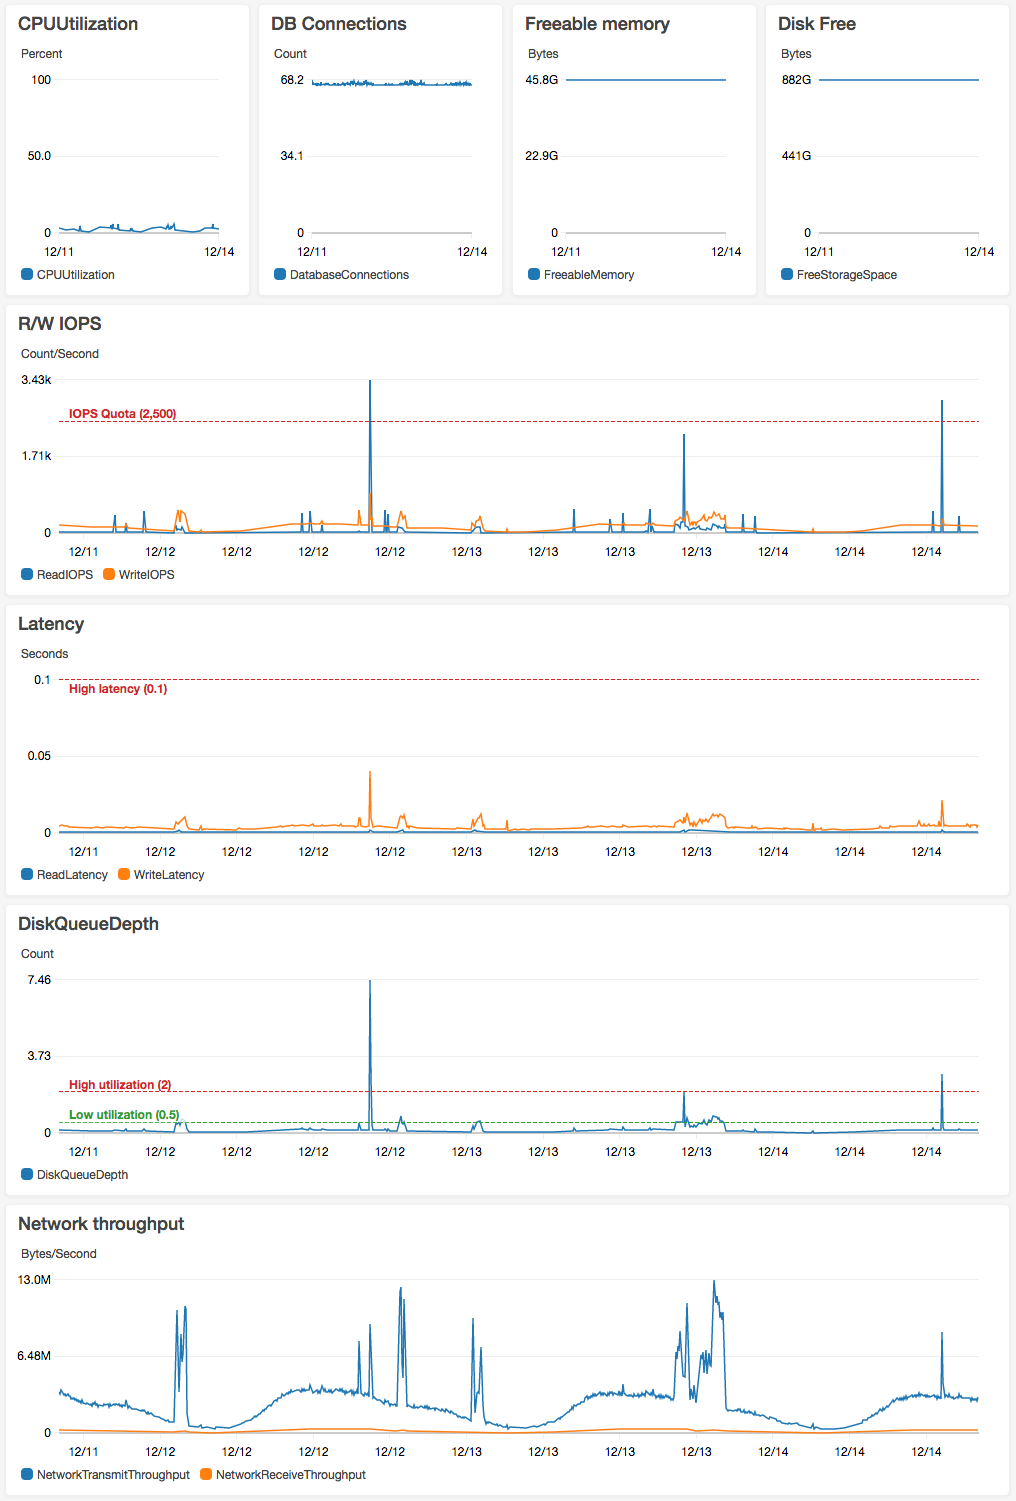 CPUUtilization
Percent
100
50.0
0
12/11 12/14
CPUUtilization
DB Connections
Count
68.2
34.1
0
12/11 12/14
DatabaseConnections
Freeable memory
Bytes
45.8G
22.9G
0
12/11 12/14
FreeableMemory
Disk Free
Bytes
882G
441G
0
12/11 12/14
FreeStorageSpace
R/W IOPS
Count/Second
3.43k
IOPS Quota (2,500)
1.71k
0
12/11 12/12 12/12 12/12 12/12 12/13 12/13 12/13 12/13 12/14 12/14 12/14
ReadIOPS WriteIOPS
Latency
Seconds
0.1
High latency (0.1)
0.05
0
12/11 12/12 12/12 12/12 12/12 12/13 12/13 12/13 12/13 12/14 12/14 12/14
ReadLatency WriteLatency
DiskQueueDepth
Count
7.46
3.73
High utilization (2)
Low utilization (0.5)
0
12/11 12/12 12/12 12/12 12/12 12/13 12/13 12/13 12/13 12/14 12/14 12/14
DiskQueueDepth
Network throughput
Bytes/Second
13.0M
6.48M
0
12/11 12/12 12/12 12/12 12/12 12/13 12/13 12/13 12/13 12/14 12/14 12/14
NetworkTransmitThroughput NetworkReceiveThroughput